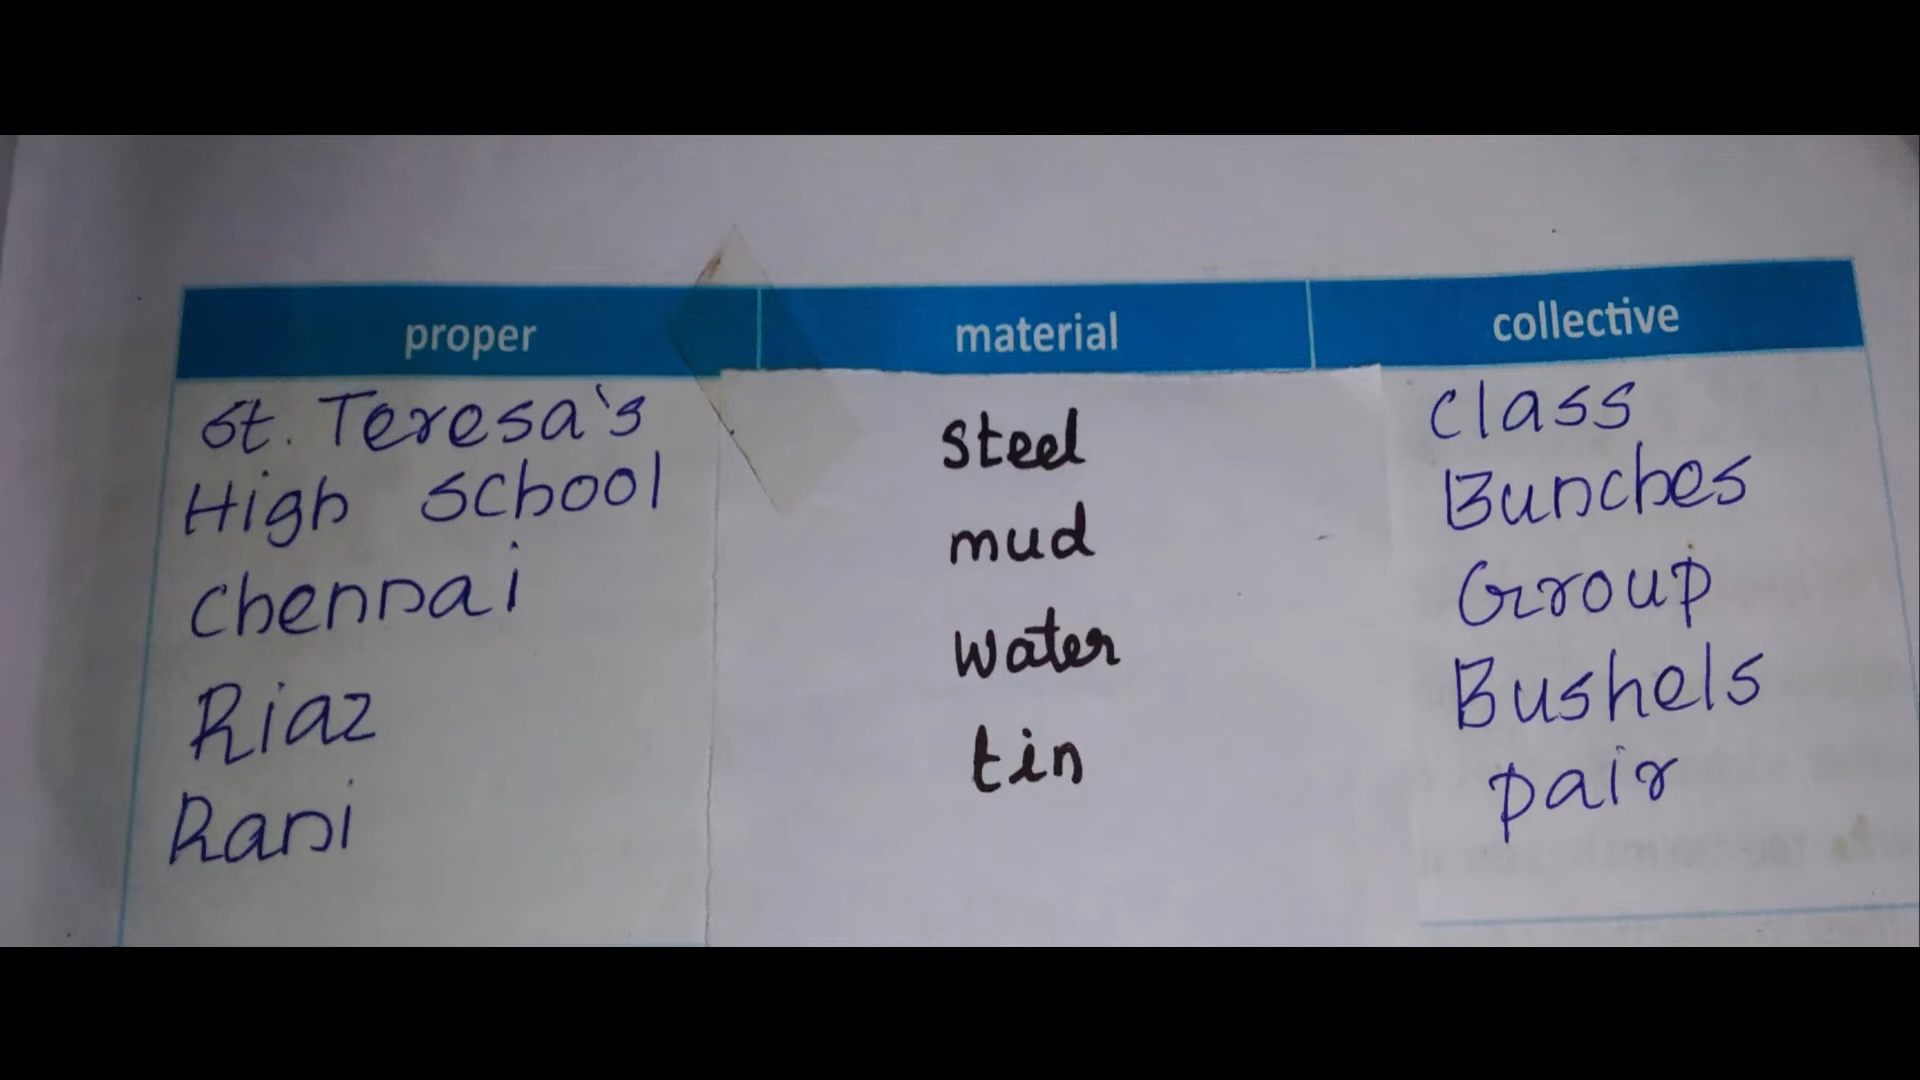 proper material collective
St. Teresa's
High School
Chennai
Riaz
Rani
Steel
mud
Water
tin
Class
Bunches
Group
Bushels
pair